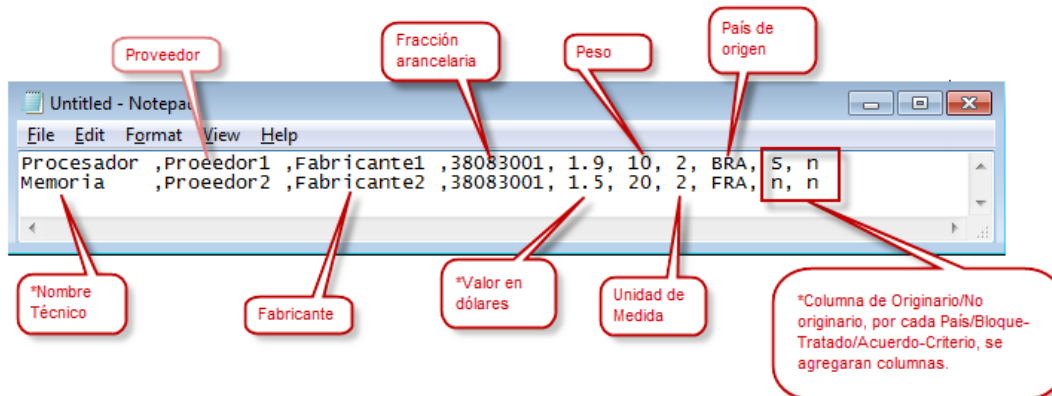 Proveedor
Fracción
arancelaria
Peso
País de
origen
Untitled - Notepad
File Edit Format View Help
Procesador ,Proeedor1 ,Fabricante1 ,38083001, 1.9, 10, 2, BRA, S, n
Memoria ,Proeedor2 ,Fabricante2 ,38083001, 1.5, 20, 2, FRA, n, n
*Nombre
Técnico
Fabricante
*Valor en
dólares
Unidad de
Medida
*Columna de Originario/No
originario, por cada País/Bloque-
Tratado/Acuerdo-Criterio, se
agregaran columnas.